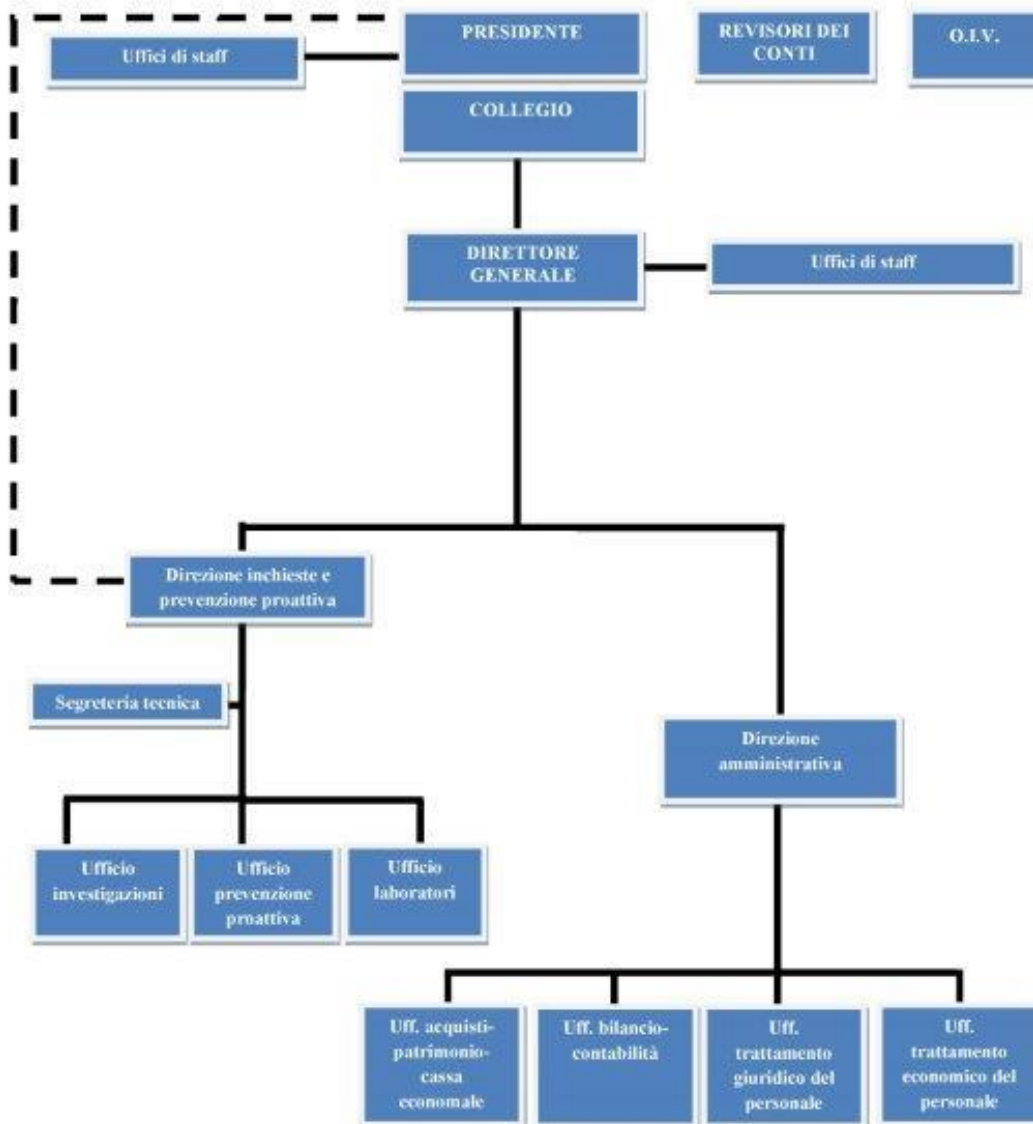 PRESIDENTE
REVISORI DEI
CONTI
O.I.V.
Uffici di staff
COLLEGIO
DIRETTORE
GENERALE
Uffici di staff
Direzione inchieste e
prevenzione proattiva
Segreteria tecnica
Direzione
amministrativa
Ufficio
investigazioni
Ufficio
prevenzione
proattiva
Ufficio
laboratori
Uff. acquisti-
patrimonio-
cassa
economale
Uff. bilancio-
contabilità
Uff.
trattamento
giuridico del
personale
Uff.
trattamento
economico del
personale